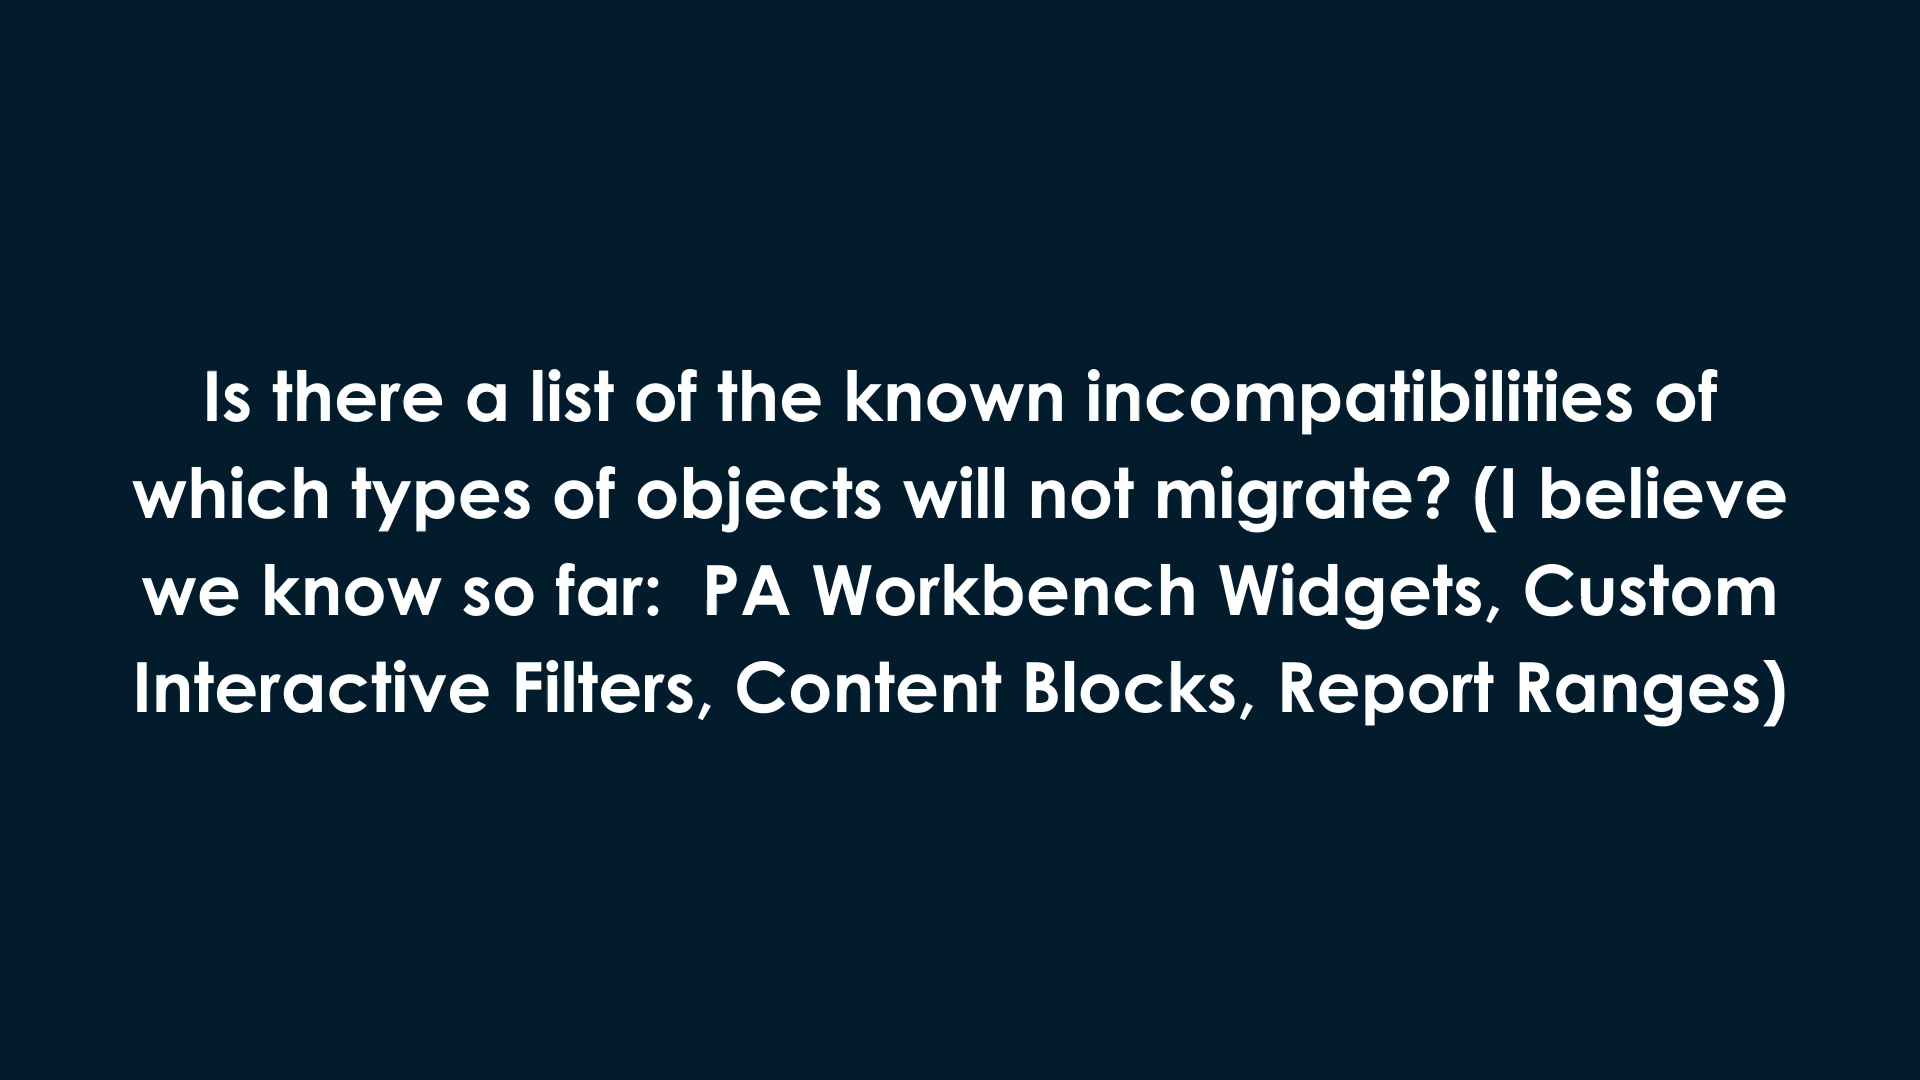 Is there a list of the known incompatibilities of
which types of objects will not migrate? (I believe
we know so far:  PA Workbench Widgets, Custom
Interactive Filters, Content Blocks, Report Ranges)